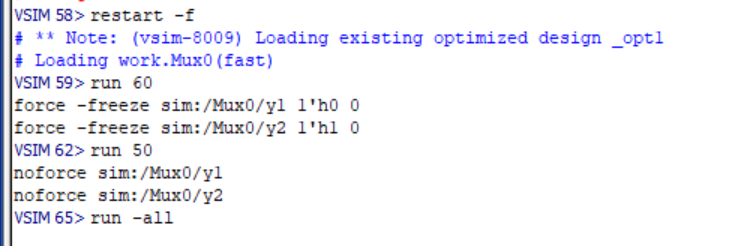 VSIM 58> restart -f
# ** Note: (vsim-8009) Loading existing optimized design _opt1
# Loading work.Mux0(fast)
VSIM 59> run 60
force -freeze sim:/Mux0/y1 1'h0 0
force -freeze sim:/Mux0/y2 1'h1 0
VSIM 62> run 50
noforce sim:/Mux0/y1
noforce sim:/Mux0/y2
VSIM 65> run -all